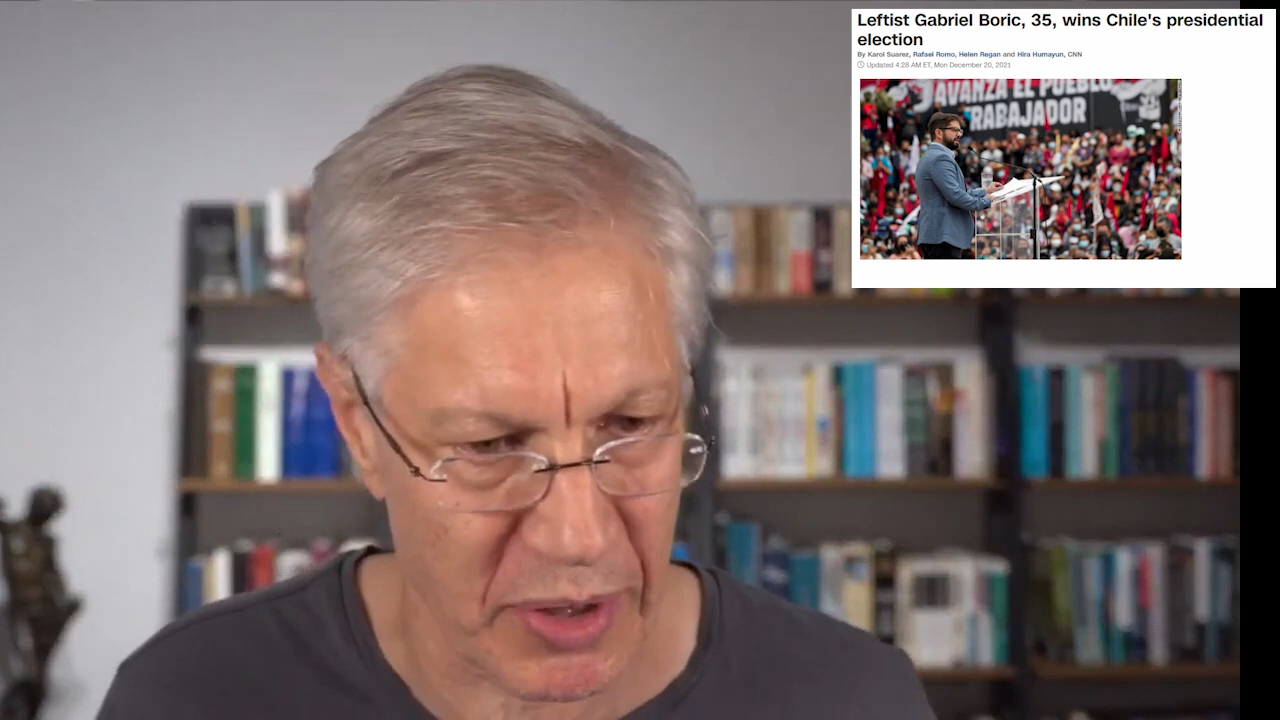 Leftist Gabriel Boric, 35, wins Chile's presidential
election
By Karol Suarez, Rafael Romo, Helen Regan and Hira Humayun, CNN
Updated 4:28 AM ET, Mon December 20, 2021
AVANZA EL PUEBLO
TRABAJADOR